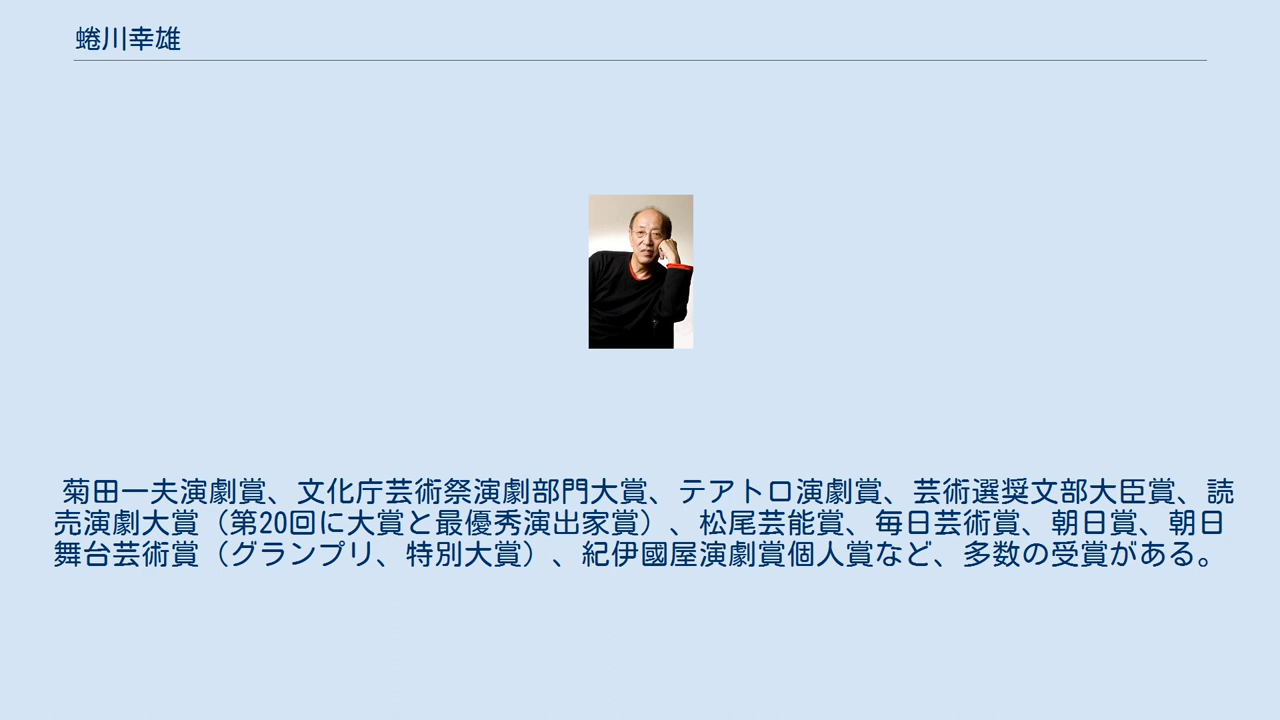 蜷川幸雄
菊田一夫演劇賞、文化庁芸術祭演劇部門大賞、テアトロ演劇賞、芸術選奨文部大臣賞、読
売演劇大賞（第20回に大賞と最優秀演出家賞）、松尾芸能賞、毎日芸術賞、朝日賞、朝日
舞台芸術賞（グランプリ、特別大賞）、紀伊國屋演劇賞個人賞など、多数の受賞がある。